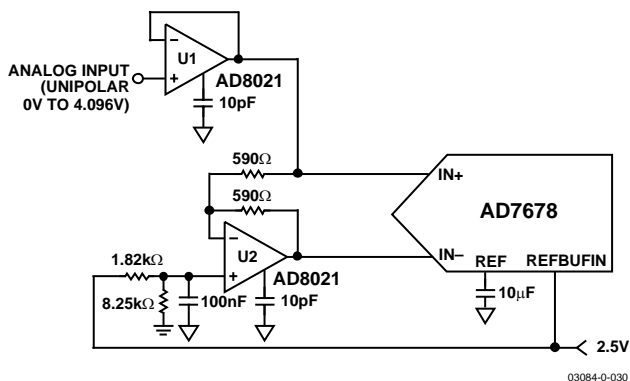 U1
ANALOG INPUT
(UNIPOLAR
0V TO 4.096V)
AD8021
10pF
590Ω
590Ω
IN+
AD7678
U2
IN–
REF
REFBUFIN
1.82kΩ
AD8021
8.25kΩ
100nF
10pF
10µF
2.5V
03084-0-030